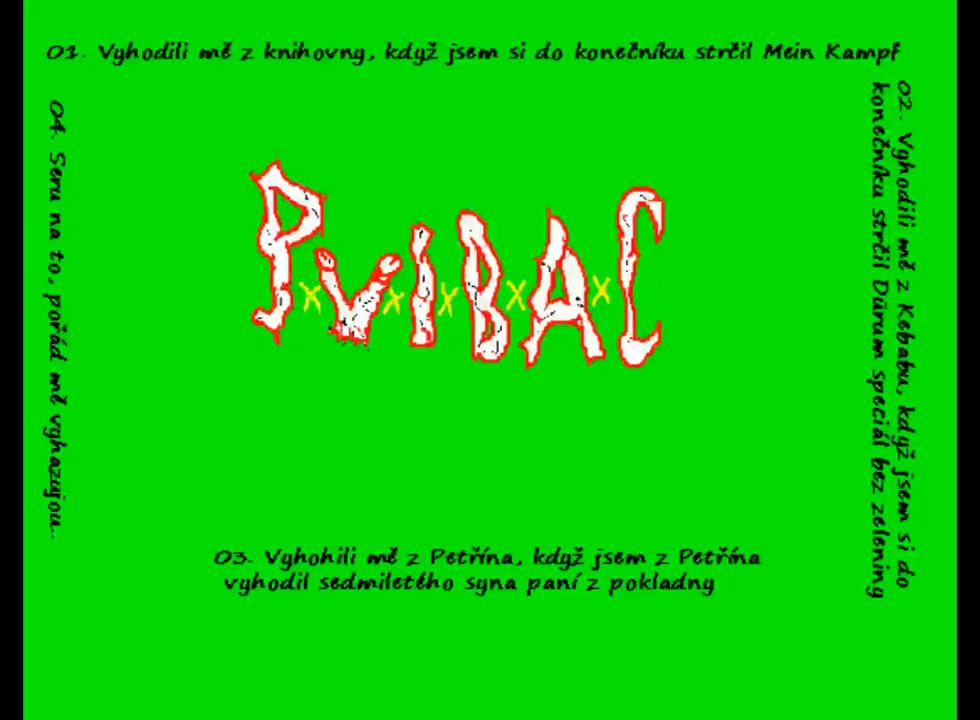 01. Vyhodili mě z knihovny, když jsem si do konečníku strčil Mein Kampf
P x V x I x B x A x C
02. Vyhodili mě z Kebabu, když jsem si do
konečníku strčil Dürum speciál bez zeleniny
03. Vyhohili mě z Petřína, když jsem z Petřína
vyhodil sedmiletého syna paní z pokladny
04. Seru na to, pořád mě vyhazujou..